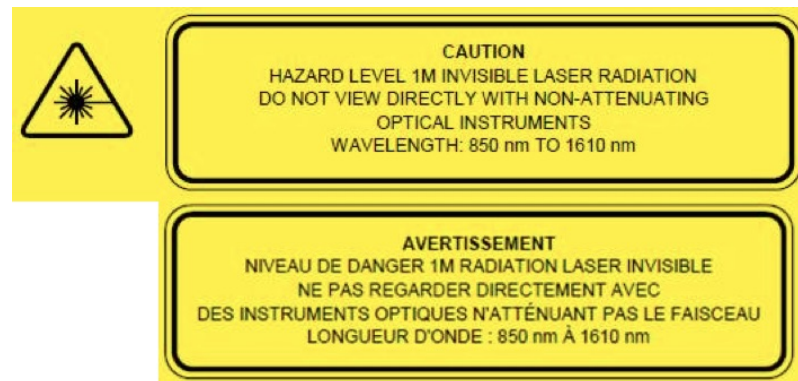 CAUTION
HAZARD LEVEL 1M INVISIBLE LASER RADIATION
DO NOT VIEW DIRECTLY WITH NON-ATTENUATING
OPTICAL INSTRUMENTS
WAVELENGTH: 850 nm TO 1610 nm
AVERTISSEMENT
NIVEAU DE DANGER 1M RADIATION LASER INVISIBLE
NE PAS REGARDER DIRECTEMENT AVEC
DES INSTRUMENTS OPTIQUES N'ATTÉNUANT PAS LE FAISCEAU
LONGUEUR D'ONDE : 850 nm À 1610 nm